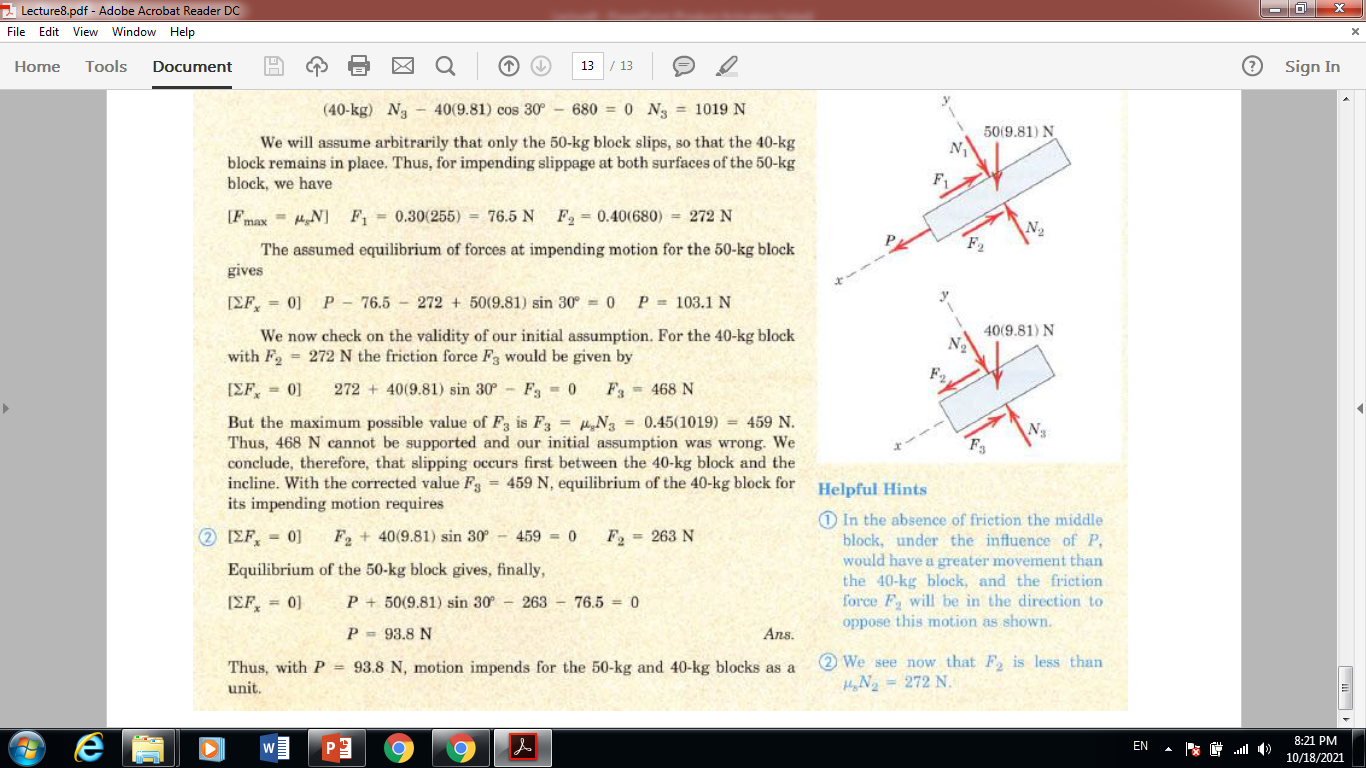 Lecture8.pdf - Adobe Acrobat Reader DC
File Edit View Window Help
Home Tools Document 13 / 13 Sign In
(40-kg) N₃ − 40(9.81) cos 30° − 680 = 0 N₃ = 1019 N
We will assume arbitrarily that only the 50-kg block slips, so that the 40-kg
block remains in place. Thus, for impending slippage at both surfaces of the 50-kg
block, we have
[Fmax = μₛN] F₁ = 0.30(255) = 76.5 N F₂ = 0.40(680) = 272 N
The assumed equilibrium of forces at impending motion for the 50-kg block
gives
[ΣFₓ = 0] P − 76.5 − 272 + 50(9.81) sin 30° = 0 P = 103.1 N
We now check on the validity of our initial assumption. For the 40-kg block
with F₂ = 272 N the friction force F₃ would be given by
[ΣFₓ = 0] 272 + 40(9.81) sin 30° − F₃ = 0 F₃ = 468 N
But the maximum possible value of F₃ is F₃ = μₛN₃ = 0.45(1019) = 459 N.
Thus, 468 N cannot be supported and our initial assumption was wrong. We
conclude, therefore, that slipping occurs first between the 40-kg block and the
incline. With the corrected value F₃ = 459 N, equilibrium of the 40-kg block for
its impending motion requires
② [ΣFₓ = 0] F₂ + 40(9.81) sin 30° − 459 = 0 F₂ = 263 N
Equilibrium of the 50-kg block gives, finally,
[ΣFₓ = 0] P + 50(9.81) sin 30° − 263 − 76.5 = 0
P = 93.8 N Ans.
Thus, with P = 93.8 N, motion impends for the 50-kg and 40-kg blocks as a
unit.
y
50(9.81) N
N₁
F₁
N₂
P
F₂
x
y
40(9.81) N
N₂
F₂
N₃
x
F₃
Helpful Hints
① In the absence of friction the middle
block, under the influence of P,
would have a greater movement than
the 40-kg block, and the friction
force F₂ will be in the direction to
oppose this motion as shown.
② We see now that F₂ is less than
μₛN₂ = 272 N.
EN 8:21 PM
10/18/2021